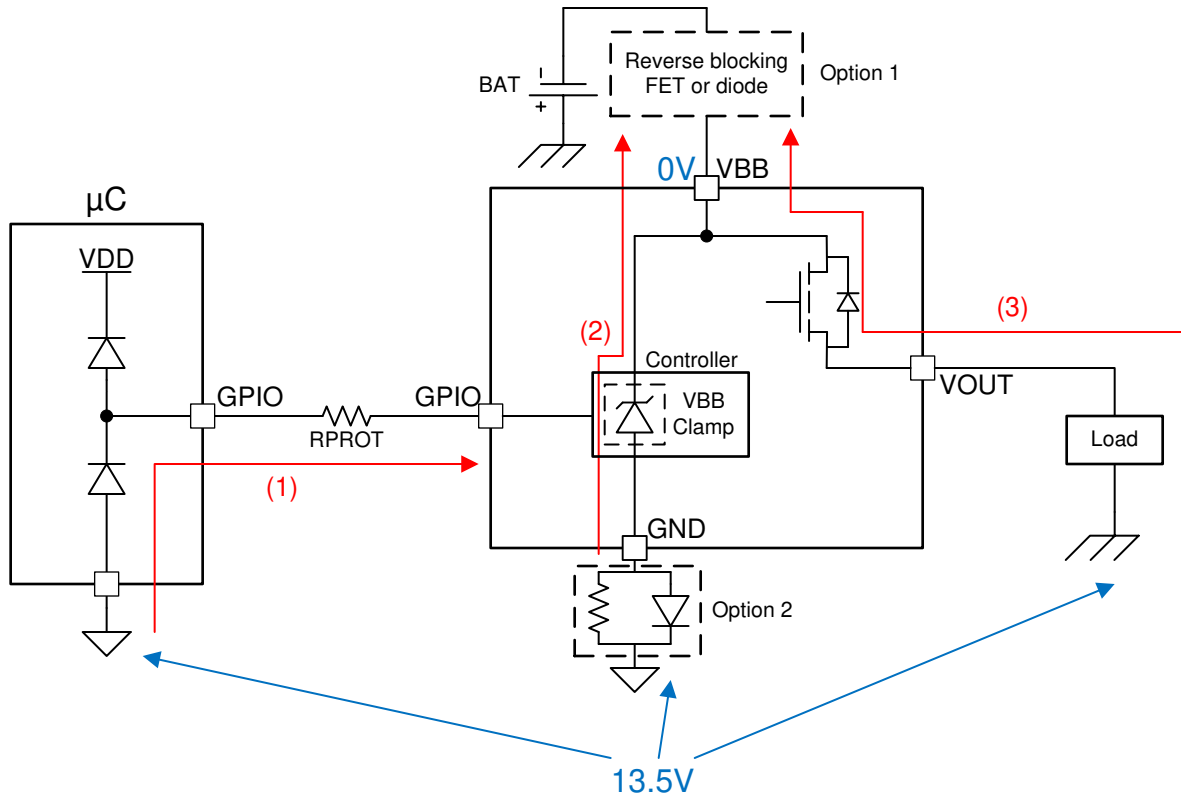 Reverse blocking
FET or diode
Option 1
BAT
-
+
0V
VBB
µC
VDD
GPIO
RPROT
GPIO
(1)
(2)
(3)
Controller
VBB
Clamp
VOUT
Load
GND
Option 2
13.5V